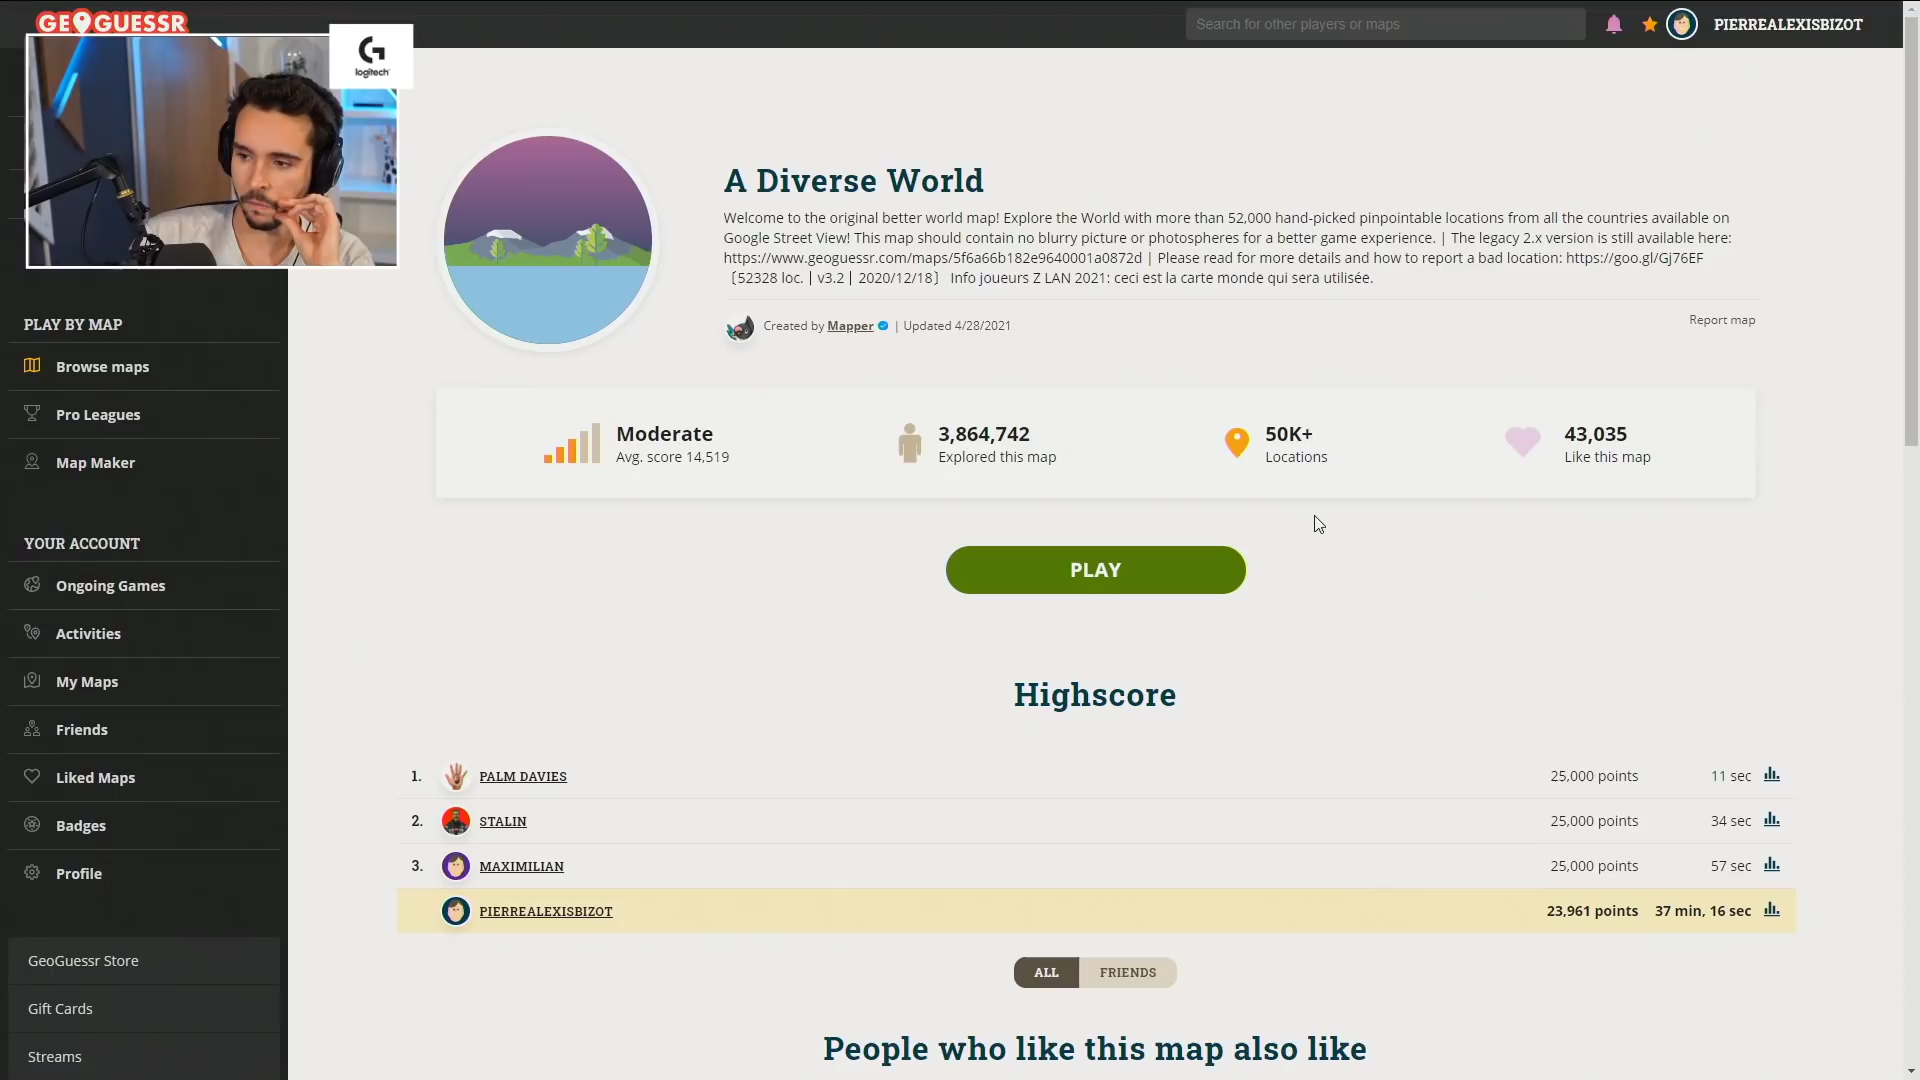 GEOGUESSR
Search for other players or maps
PIERREALEXISBIZOT
logitech
A Diverse World
Welcome to the original better world map! Explore the World with more than 52,000 hand-picked pinpointable locations from all the countries available on
Google Street View! This map should contain no blurry picture or photospheres for a better game experience. | The legacy 2.x version is still available here:
https://www.geoguessr.com/maps/5f6a66b182e9640001a0872d | Please read for more details and how to report a bad location: https://goo.gl/Gj76EF
〔52328 loc. | v3.2 | 2020/12/18〕 Info joueurs Z LAN 2021: ceci est la carte monde qui sera utilisée.
Created by Mapper | Updated 4/28/2021
Report map
PLAY BY MAP
Browse maps
Pro Leagues
Map Maker
YOUR ACCOUNT
Ongoing Games
Activities
My Maps
Friends
Liked Maps
Badges
Profile
GeoGuessr Store
Gift Cards
Streams
Moderate
Avg. score 14,519
3,864,742
Explored this map
50K+
Locations
43,035
Like this map
PLAY
Highscore
1. PALM DAVIES 25,000 points 11 sec
2. STALIN 25,000 points 34 sec
3. MAXIMILIAN 25,000 points 57 sec
PIERREALEXISBIZOT 23,961 points 37 min, 16 sec
ALL FRIENDS
People who like this map also like